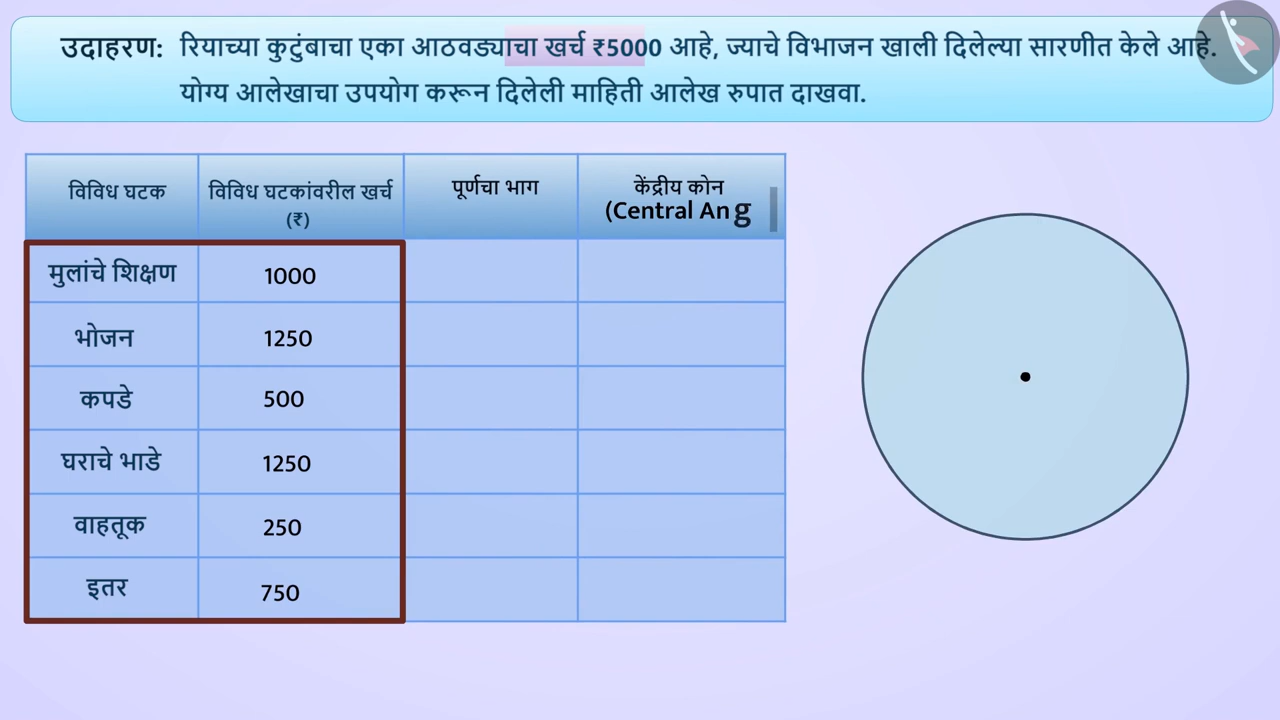 उदाहरण: रियाच्या कुटुंबाचा एका आठवड्याचा खर्च ₹5000 आहे, ज्याचे विभाजन खाली दिलेल्या सारणीत केले आहे.
योग्य आलेखाचा उपयोग करून दिलेली माहिती आलेख रुपात दाखवा.
विविध घटक विविध घटकांवरील खर्च (₹) पूर्णचा भाग केंद्रीय कोन (Central Ang
मुलांचे शिक्षण 1000
भोजन 1250
कपडे 500
घराचे भाडे 1250
वाहतूक 250
इतर 750